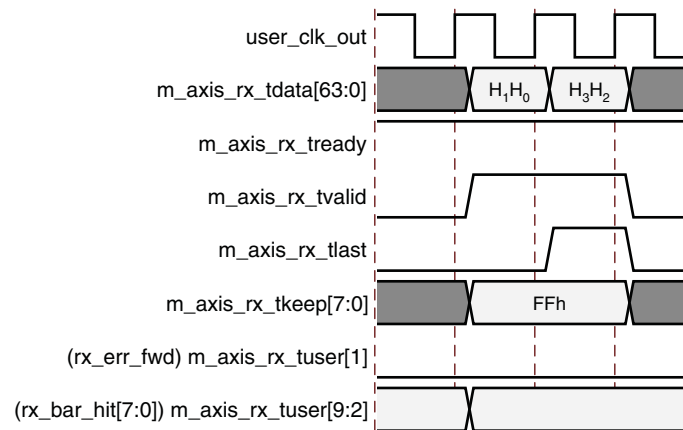 user_clk_out
m_axis_rx_tdata[63:0] H₁H₀ H₃H₂
m_axis_rx_tready
m_axis_rx_tvalid
m_axis_rx_tlast
m_axis_rx_tkeep[7:0] FFh
(rx_err_fwd) m_axis_rx_tuser[1]
(rx_bar_hit[7:0]) m_axis_rx_tuser[9:2]